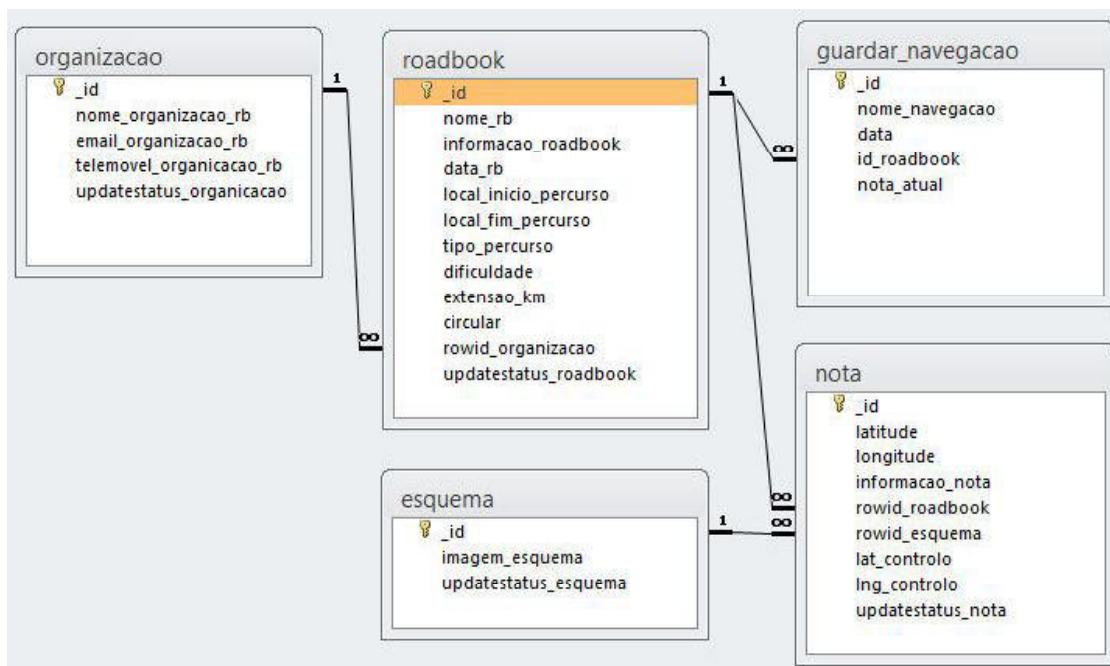 organizacao
_id
nome_organizacao_rb
email_organizacao_rb
telemovel_organicacao_rb
updatestatus_organicacao
1
∞
roadbook
_id
nome_rb
informacao_roadbook
data_rb
local_inicio_percurso
local_fim_percurso
tipo_percurso
dificuldade
extensao_km
circular
rowid_organizacao
updatestatus_roadbook
1
∞
guardar_navegacao
_id
nome_navegacao
data
id_roadbook
nota_atual
esquema
_id
imagem_esquema
updatestatus_esquema
1
∞
∞
nota
_id
latitude
longitude
informacao_nota
rowid_roadbook
rowid_esquema
lat_controlo
lng_controlo
updatestatus_nota